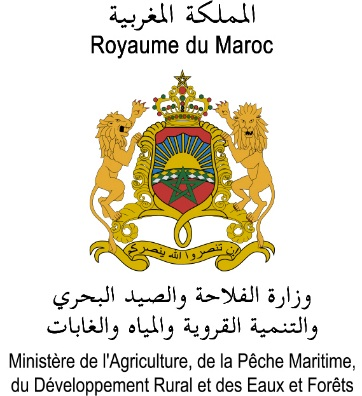 المملكة المغربية
Royaume du Maroc
إن تنصروا الله ينصركم
وزارة الفلاحة والصيد البحري
والتنمية القروية والمياه والغابات
Ministère de l'Agriculture, de la Pêche Maritime,
du Développement Rural et des Eaux et Forêts